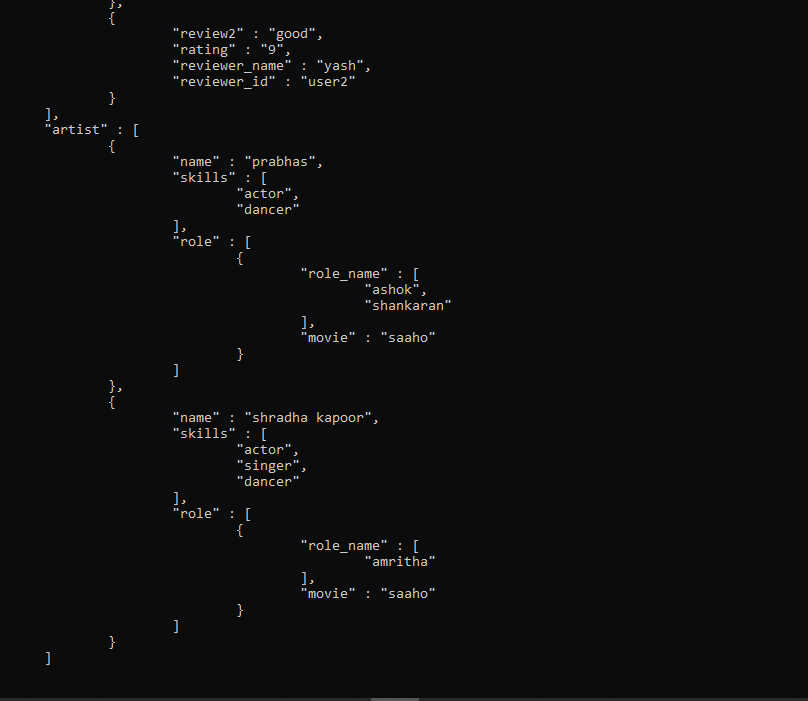 },
{
"review2" : "good",
"rating" : "9",
"reviewer_name" : "yash",
"reviewer_id" : "user2"
}
],
"artist" : [
{
"name" : "prabhas",
"skills" : [
"actor",
"dancer"
],
"role" : [
{
"role_name" : [
"ashok",
"shankaran"
],
"movie" : "saaho"
}
]
},
{
"name" : "shradha kapoor",
"skills" : [
"actor",
"singer",
"dancer"
],
"role" : [
{
"role_name" : [
"amritha"
],
"movie" : "saaho"
}
]
}
]